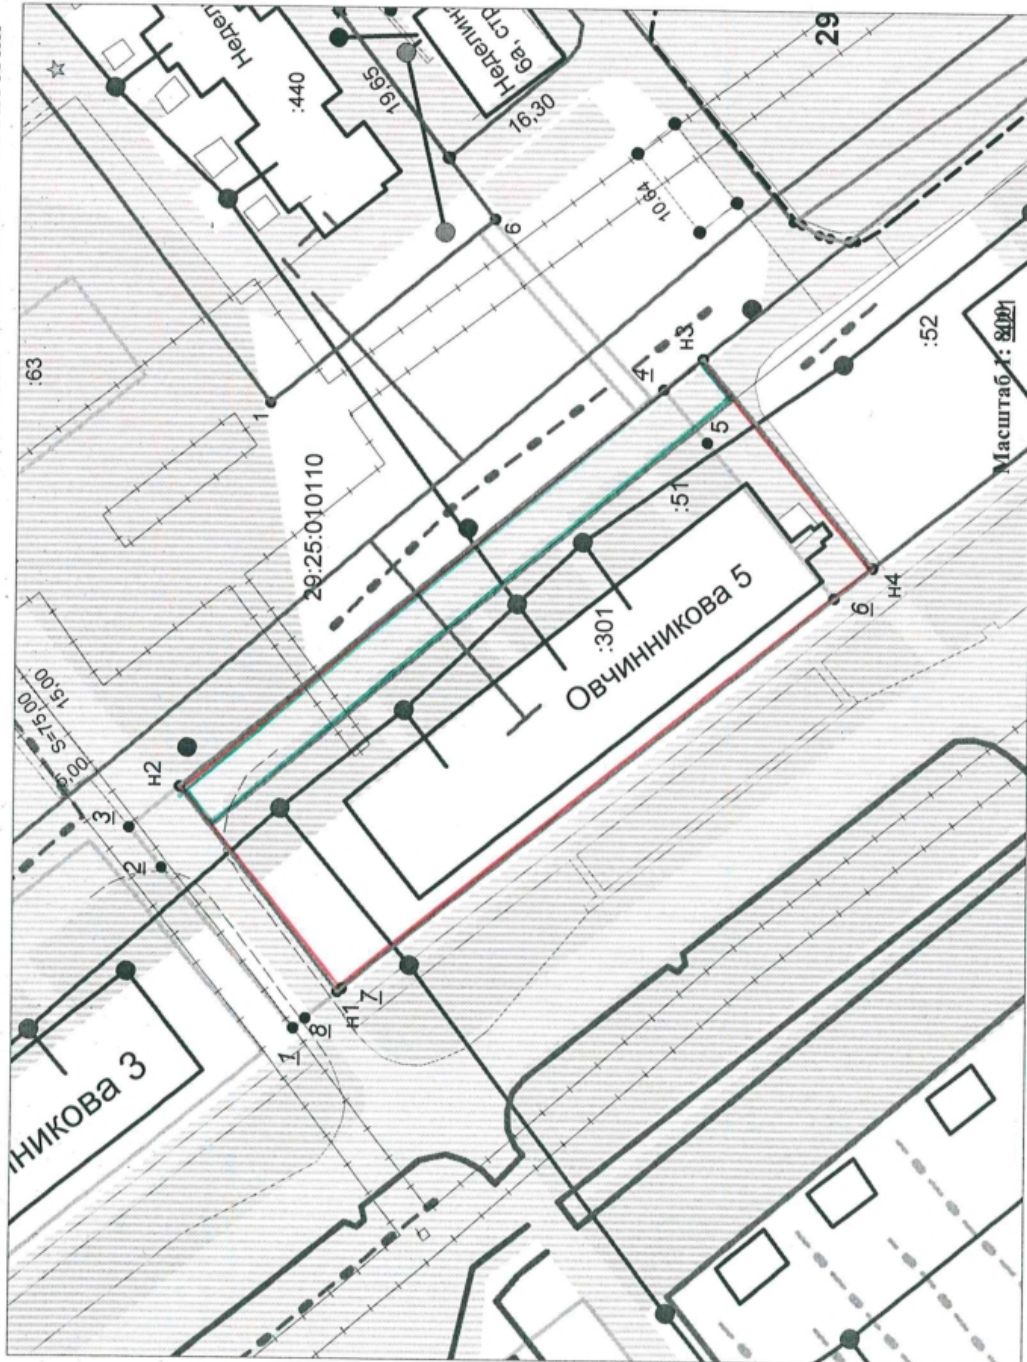 :63
29:25:010110
:440
19,65
Неделина
6а, стр
16,30
29
10.64
1
6
н2
3
2
S=75,00
15,00
5,00
4
н3
5
:51
:52
:301
Овчинникова 5
6
н4
н1
7
8
1
никова 3
Масштаб 1: